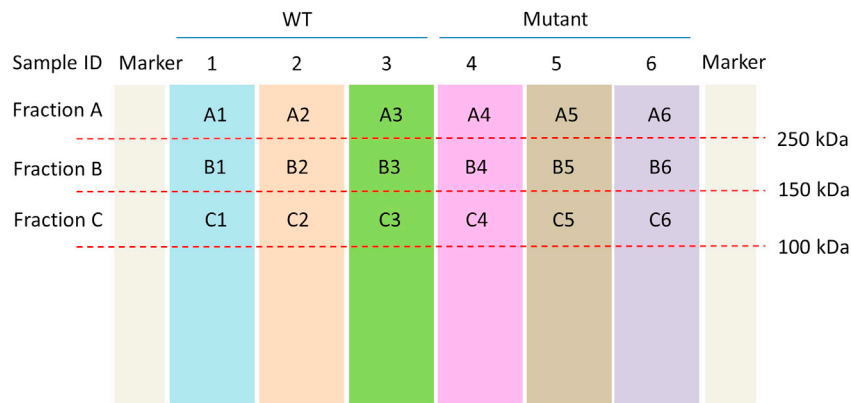 WT Mutant
Sample ID Marker 1 2 3 4 5 6 Marker
Fraction A A1 A2 A3 A4 A5 A6
250 kDa
Fraction B B1 B2 B3 B4 B5 B6
150 kDa
Fraction C C1 C2 C3 C4 C5 C6
100 kDa